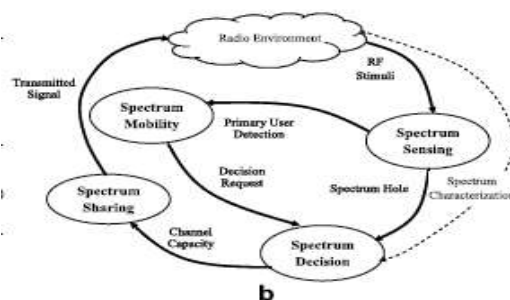 Radio Environment
Transmitted
Signal
RF
Stimuli
Spectrum
Mobility
Primary User
Detection
Spectrum
Sensing
Decision
Request
Spectrum Hole
Spectrum
Characterization
Spectrum
Sharing
Channel
Capacity
Spectrum
Decision
b